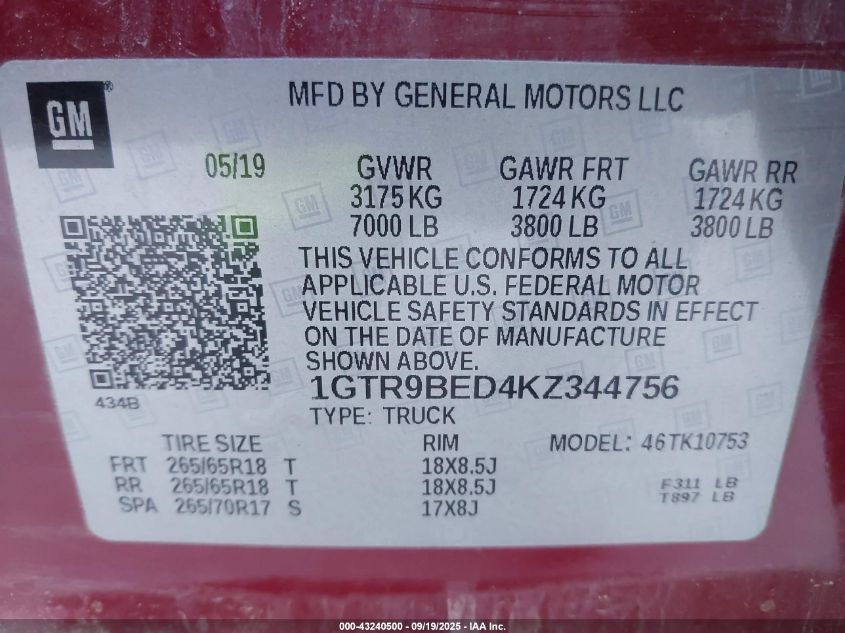 GM®
MFD BY GENERAL MOTORS LLC
05/19
GVWR GAWR FRT GAWR RR
3175 KG 1724 KG 1724 KG
7000 LB 3800 LB 3800 LB
THIS VEHICLE CONFORMS TO ALL
APPLICABLE U.S. FEDERAL MOTOR
VEHICLE SAFETY STANDARDS IN EFFECT
ON THE DATE OF MANUFACTURE
SHOWN ABOVE.
1GTR9BED4KZ344756
434B
TYPE: TRUCK
TIRE SIZE RIM MODEL: 46TK10753
FRT 265/65R18 T 18X8.5J
RR 265/65R18 T 18X8.5J F311 LB
SPA 265/70R17 S 17X8J T897 LB
000-43240500 - 09/19/2025 - IAA Inc.